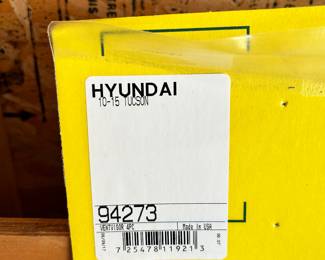 HYUNDAI
10-15 TUCSON
94273
VENTVISOR 4PC Made in USA
7 25478 11921 3